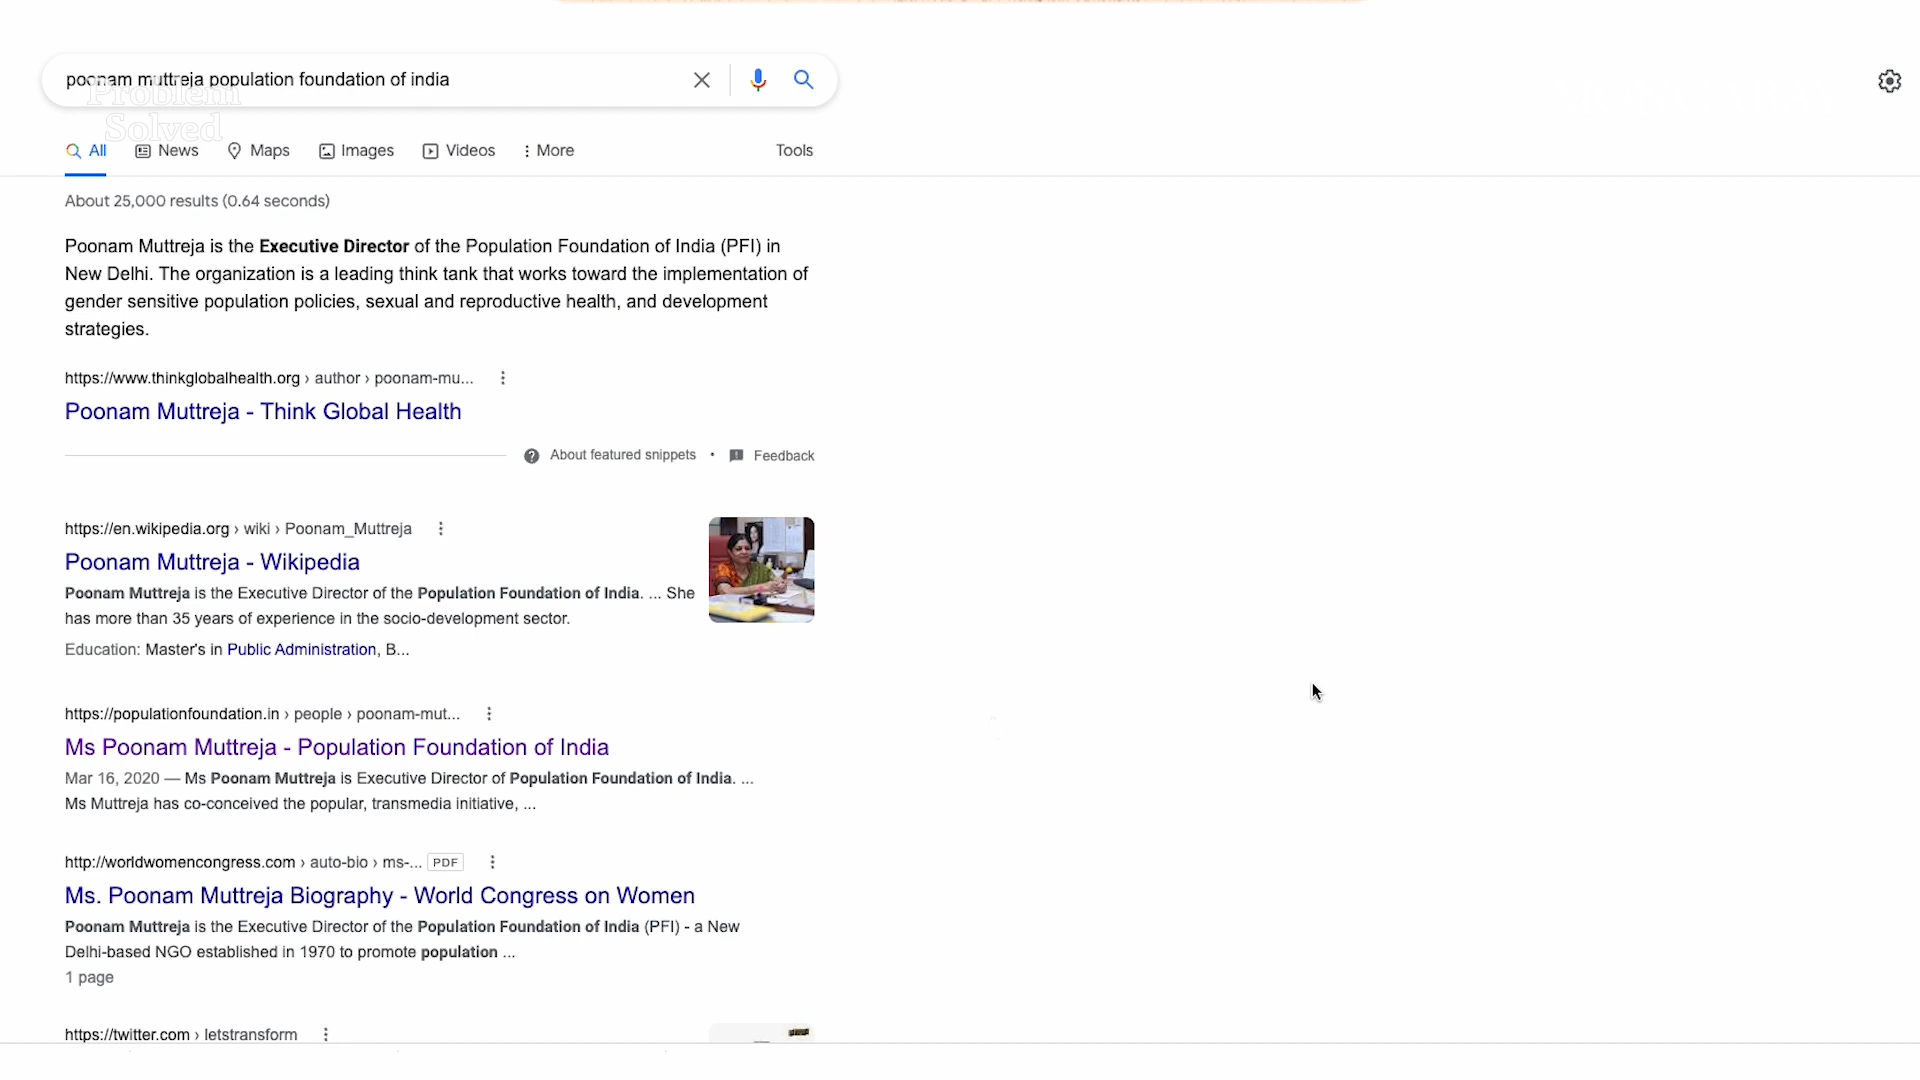 poonam muttreja population foundation of india
Problem
Solved
All
News
Maps
Images
Videos
More
Tools
About 25,000 results (0.64 seconds)
Poonam Muttreja is the Executive Director of the Population Foundation of India (PFI) in
New Delhi. The organization is a leading think tank that works toward the implementation of
gender sensitive population policies, sexual and reproductive health, and development
strategies.
https://www.thinkglobalhealth.org › author › poonam-mu...
Poonam Muttreja - Think Global Health
About featured snippets • Feedback
https://en.wikipedia.org › wiki › Poonam_Muttreja
Poonam Muttreja - Wikipedia
Poonam Muttreja is the Executive Director of the Population Foundation of India. ... She
has more than 35 years of experience in the socio-development sector.
Education: Master's in Public Administration, B...
https://populationfoundation.in › people › poonam-mut...
Ms Poonam Muttreja - Population Foundation of India
Mar 16, 2020 — Ms Poonam Muttreja is Executive Director of Population Foundation of India. ...
Ms Muttreja has co-conceived the popular, transmedia initiative, ...
http://worldwomencongress.com › auto-bio › ms-... PDF
Ms. Poonam Muttreja Biography - World Congress on Women
Poonam Muttreja is the Executive Director of the Population Foundation of India (PFI) - a New
Delhi-based NGO established in 1970 to promote population ...
1 page
https://twitter.com › letstransform